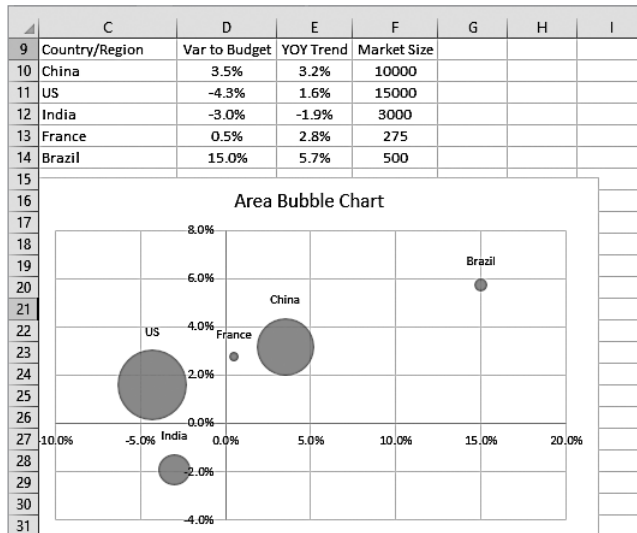 C D E F G H I
9 Country/Region Var to Budget YOY Trend Market Size
10 China 3.5% 3.2% 10000
11 US -4.3% 1.6% 15000
12 India -3.0% -1.9% 3000
13 France 0.5% 2.8% 275
14 Brazil 15.0% 5.7% 500
15
16 Area Bubble Chart
17
18 8.0%
19 Brazil
20 6.0%
21 China
22 US 4.0% France
23
24 2.0%
25
26 0.0%
27 -10.0% -5.0% India 0.0% 5.0% 10.0% 15.0% 20.0%
28
29 -2.0%
30
31 -4.0%